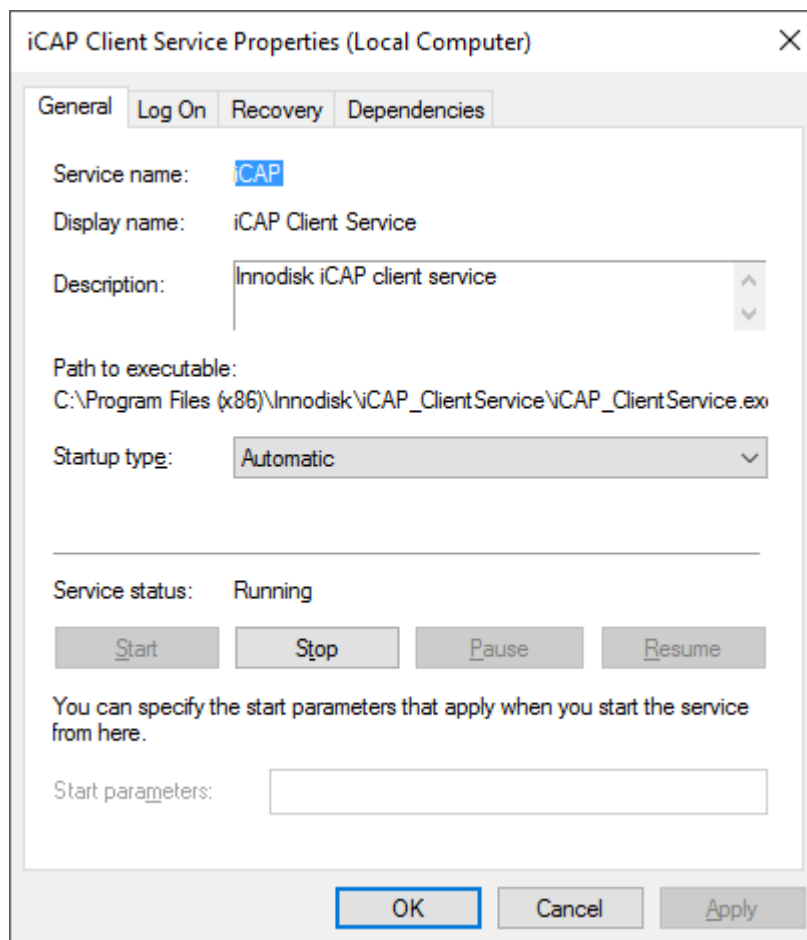 iCAP Client Service Properties (Local Computer)
General Log On Recovery Dependencies
Service name: iCAP
Display name: iCAP Client Service
Description: Innodisk iCAP client service
Path to executable:
C:\Program Files (x86)\Innodisk\iCAP_ClientService\iCAP_ClientService.exe
Startup type: Automatic
Service status: Running
Start Stop Pause Resume
You can specify the start parameters that apply when you start the service
from here.
Start parameters:
OK Cancel Apply